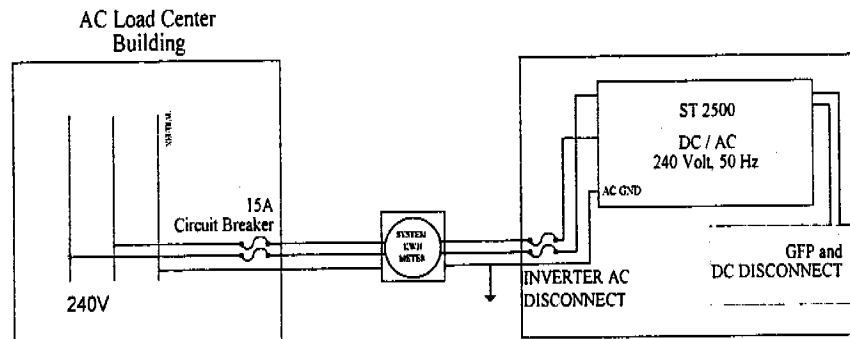 AC Load Center
Building
NEUTRAL
15A
Circuit Breaker
240V
SYSTEM
KWH
METER
ST 2500
DC / AC
240 Volt, 50 Hz
AC GND
INVERTER AC
DISCONNECT
GFP and
DC DISCONNECT